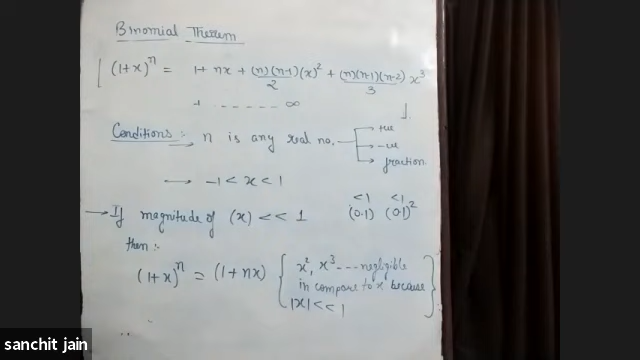 Binomial Theorem
(1+x)^n = 1 + nx + (n)(n-1)(x)^2/2 + (n)(n-1)(n-2)/3 x^3
+ ------ ∞
Conditions :- n is any real no. +ve
-ve
fraction
→ -1 < x < 1
→ If magnitude of (x) << 1 <1 (0.1) <1 (0.1)^2
then :-
(1+x)^n = (1+nx) { x^2, x^3 --- negligible
in compare to x because
|x| << 1 }
sanchit jain